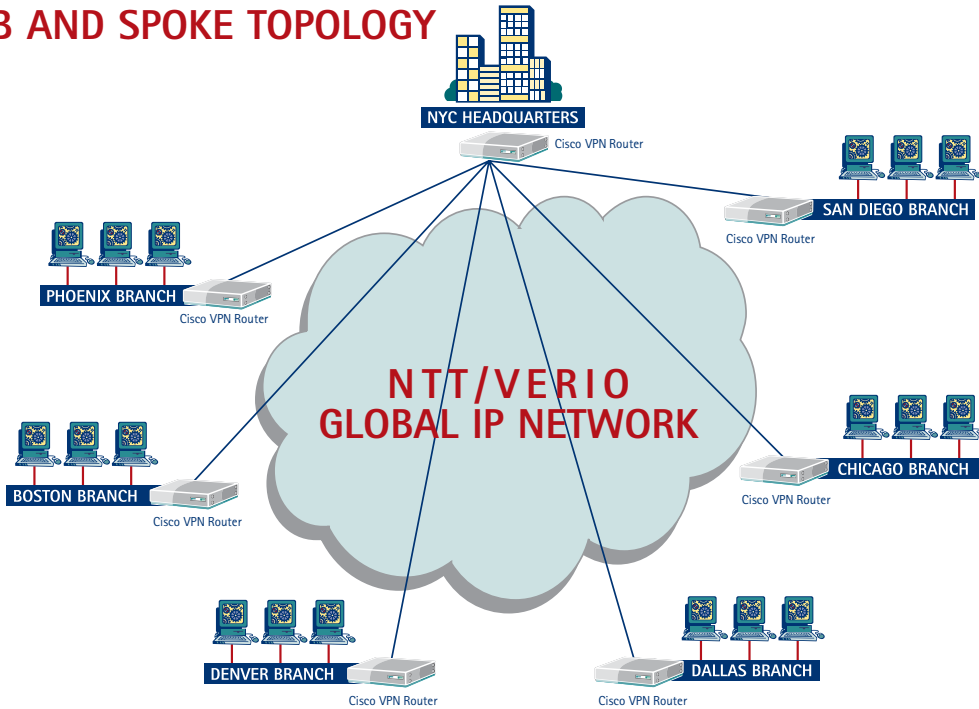 B AND SPOKE TOPOLOGY
NYC HEADQUARTERS
Cisco VPN Router
SAN DIEGO BRANCH
Cisco VPN Router
PHOENIX BRANCH
Cisco VPN Router
NTT/VERIO
GLOBAL IP NETWORK
BOSTON BRANCH
Cisco VPN Router
CHICAGO BRANCH
Cisco VPN Router
DENVER BRANCH
Cisco VPN Router
DALLAS BRANCH
Cisco VPN Router